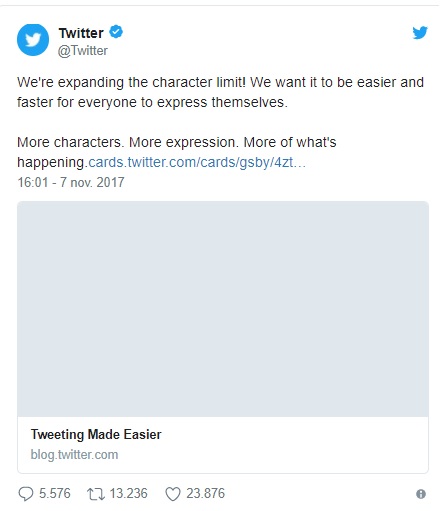 Twitter
@Twitter
We're expanding the character limit! We want it to be easier and
faster for everyone to express themselves.
More characters. More expression. More of what's
happening.cards.twitter.com/cards/gsby/4zt…
16:01 - 7 nov. 2017
Tweeting Made Easier
blog.twitter.com
5.576 13.236 23.876